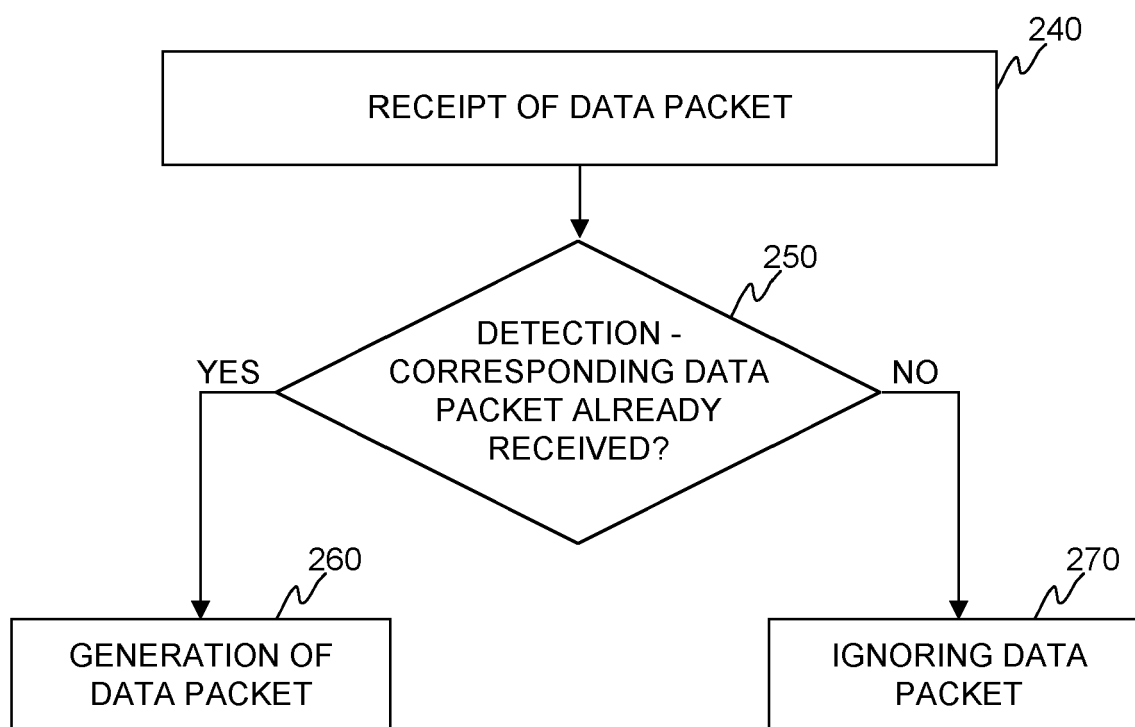 240
RECEIPT OF DATA PACKET
250
DETECTION -
CORRESPONDING DATA
PACKET ALREADY
RECEIVED?
YES
NO
260
GENERATION OF
DATA PACKET
270
IGNORING DATA
PACKET